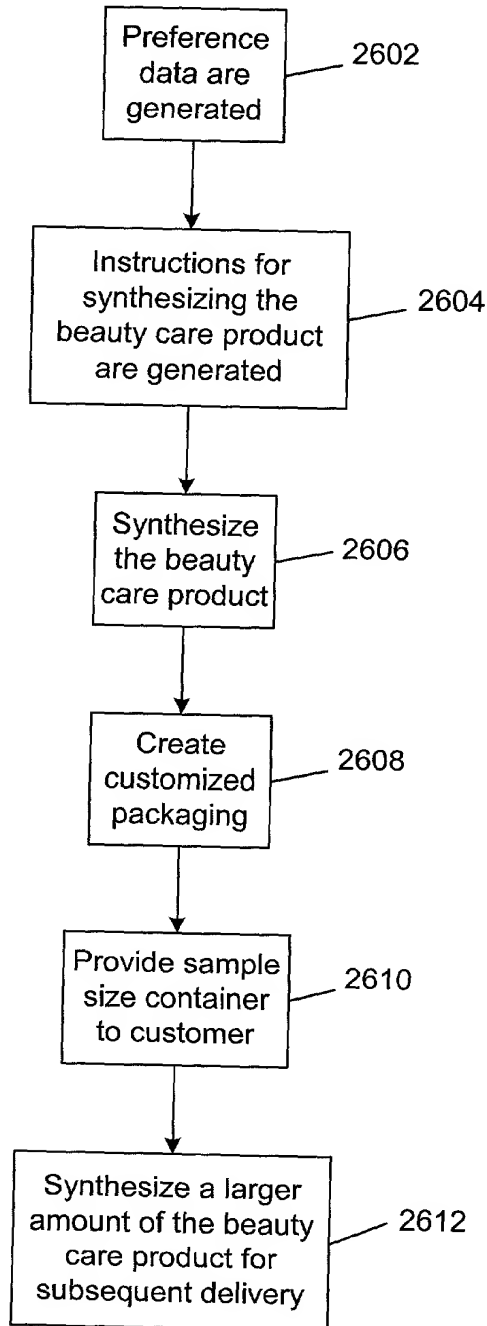 Preference
data are
generated
2602
Instructions for
synthesizing the
beauty care product
are generated
2604
Synthesize
the beauty
care product
2606
Create
customized
packaging
2608
Provide sample
size container
to customer
2610
Synthesize a larger
amount of the beauty
care product for
subsequent delivery
2612